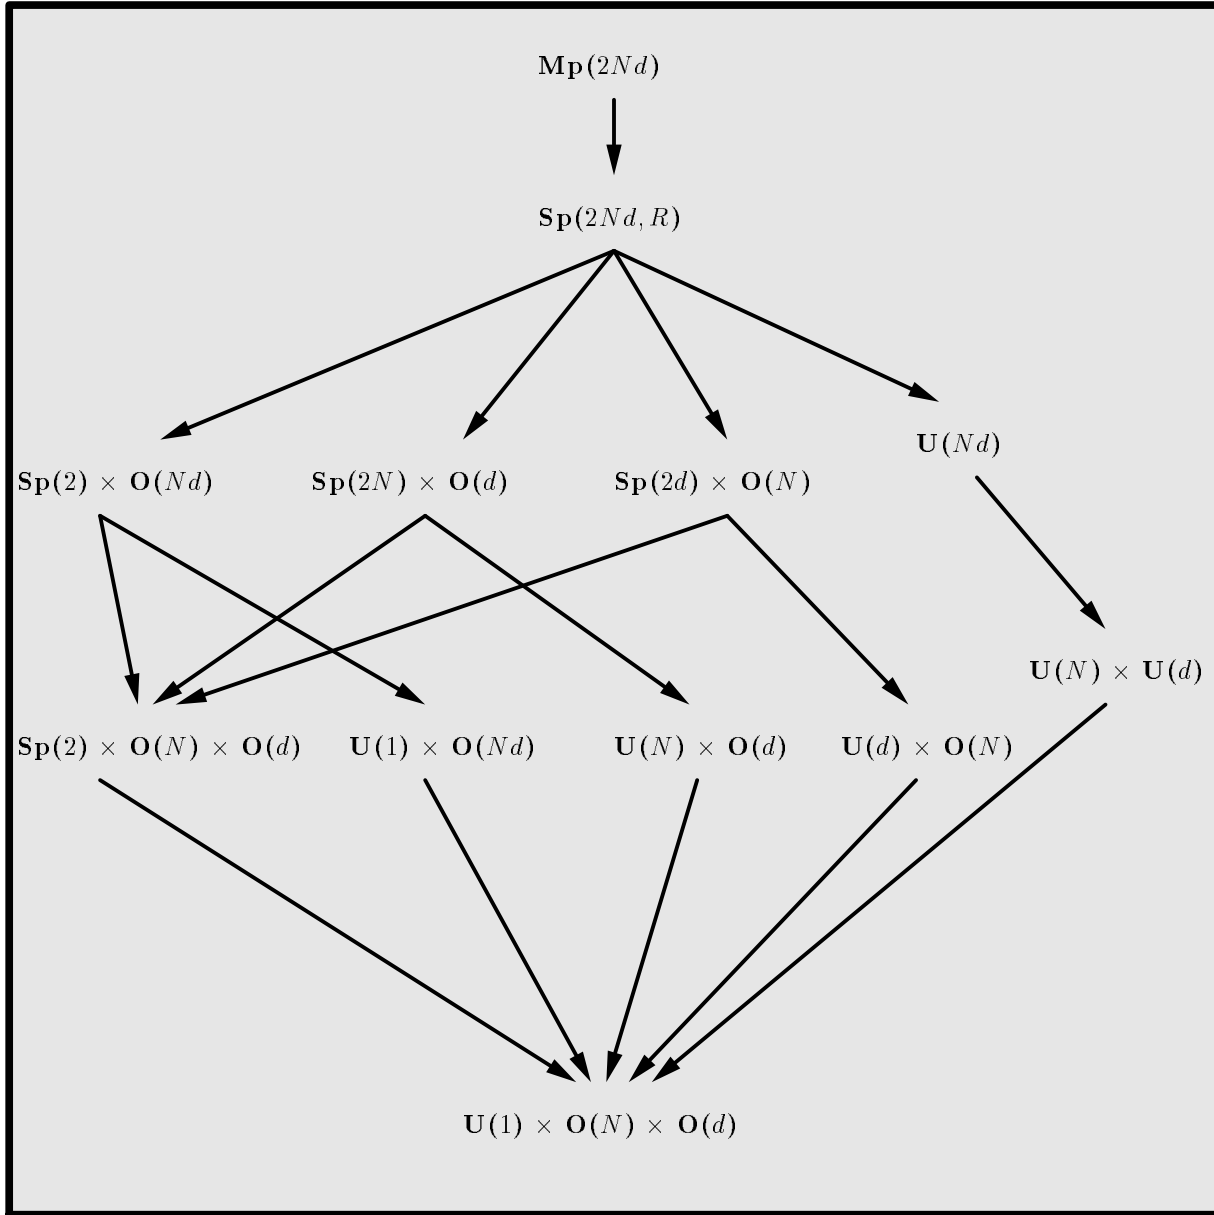 Mp(2Nd)
Sp(2Nd, R)
U(Nd)
Sp(2) × O(Nd) Sp(2N) × O(d) Sp(2d) × O(N)
U(N) × U(d)
Sp(2) × O(N) × O(d) U(1) × O(Nd) U(N) × O(d) U(d) × O(N)
U(1) × O(N) × O(d)